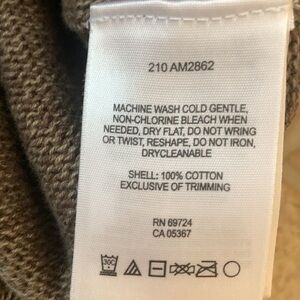 210 AM2862
MACHINE WASH COLD GENTLE,
NON-CHLORINE BLEACH WHEN
NEEDED, DRY FLAT, DO NOT WRING
OR TWIST, RESHAPE, DO NOT IRON,
DRYCLEANABLE
SHELL: 100% COTTON
EXCLUSIVE OF TRIMMING
RN 69724
CA 05367
30C